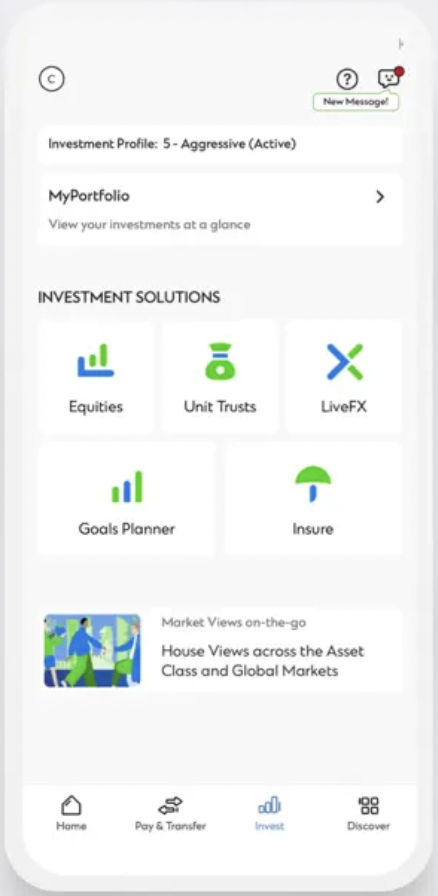 C
?
New Message!
Investment Profile: 5 - Aggressive (Active)
MyPortfolio
View your investments at a glance
INVESTMENT SOLUTIONS
Equities
Unit Trusts
LiveFX
Goals Planner
Insure
Market Views on-the-go
House Views across the Asset
Class and Global Markets
Home
Pay & Transfer
Invest
Discover